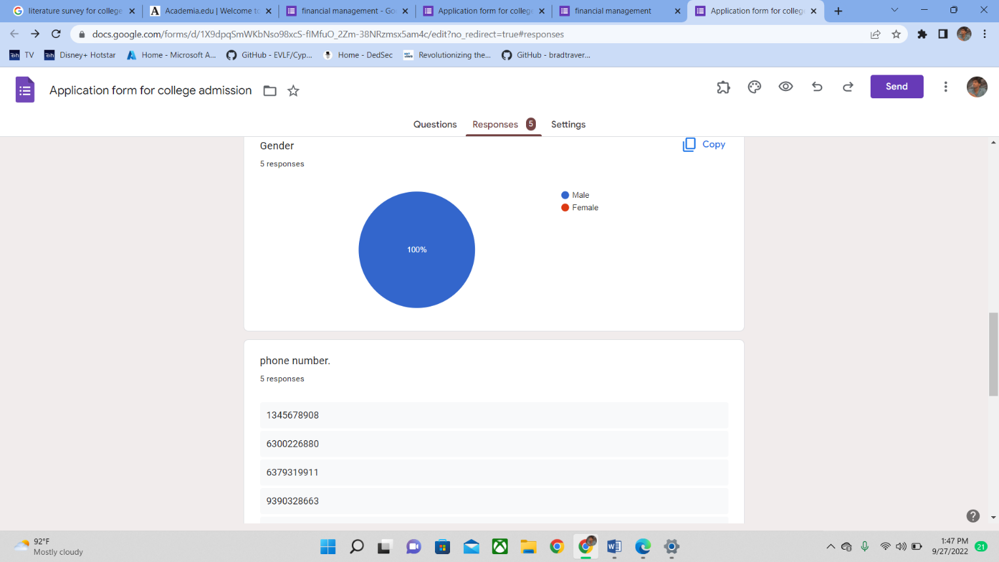 literature survey for college
Academia.edu | Welcome to
financial management - Go
Application form for college
financial management
Application form for college
docs.google.com/forms/d/1X9dpqSmWKbNso98xcS-flMfuO_2Zm-38NRzmsx5am4c/edit?no_redirect=true#responses
TV
Disney+ Hotstar
Home - Microsoft A...
GitHub - EVLF/Cyp...
Home - DedSec
Revolutionizing the...
GitHub - bradtraver...
Application form for college admission
Send
Questions
Responses 5
Settings
Gender
Copy
5 responses
Male
Female
100%
phone number.
5 responses
1345678908
6300226880
6379319911
9390328663
92°F
Mostly cloudy
1:47 PM
9/27/2022
21